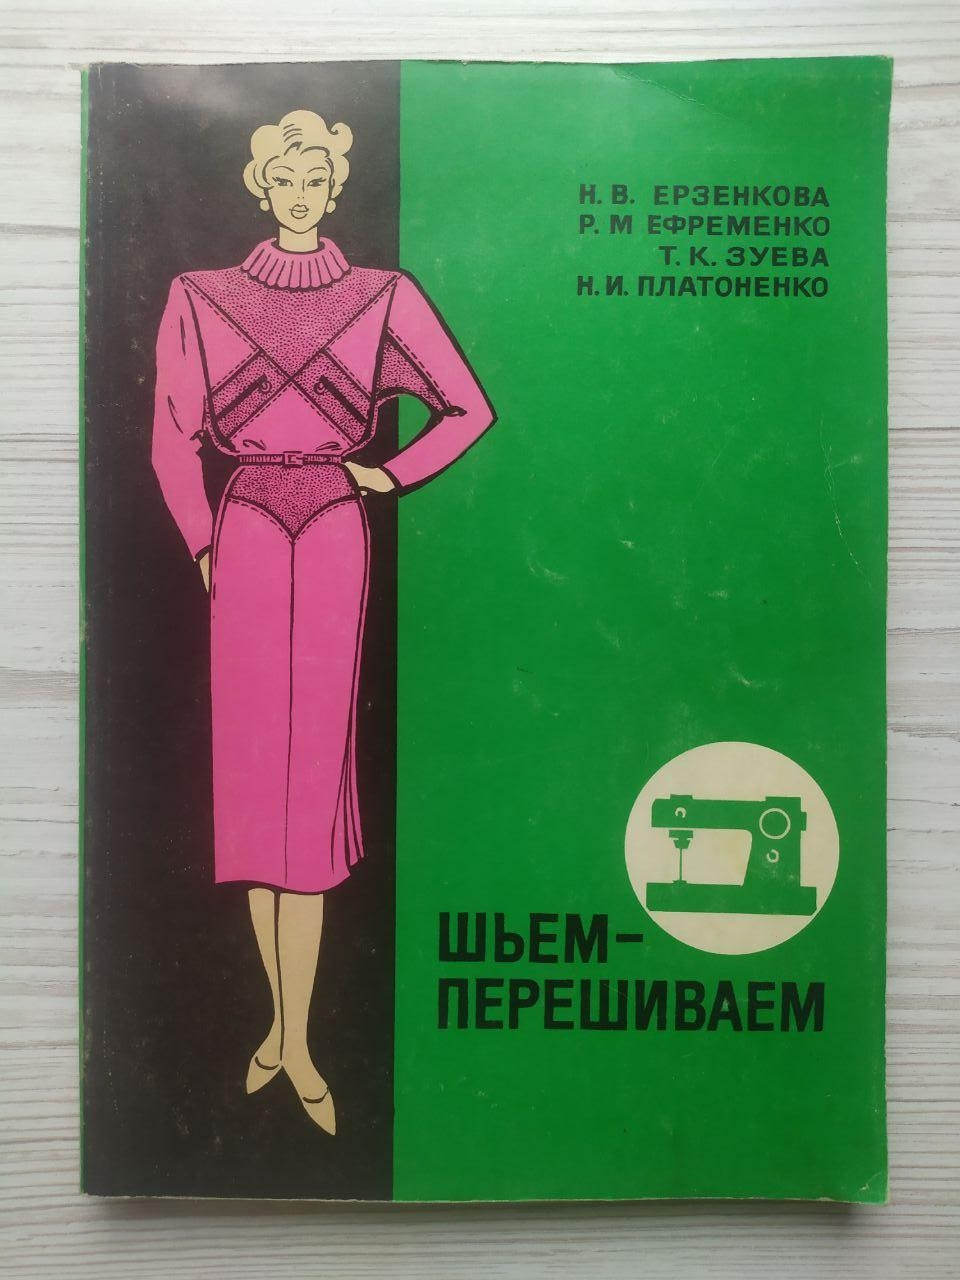 Н. В. ЕРЗЕНКОВА
Р. М ЕФРЕМЕНКО
Т. К. ЗУЕВА
Н. И. ПЛАТОНЕНКО
ШЬЕМ–
ПЕРЕШИВАЕМ